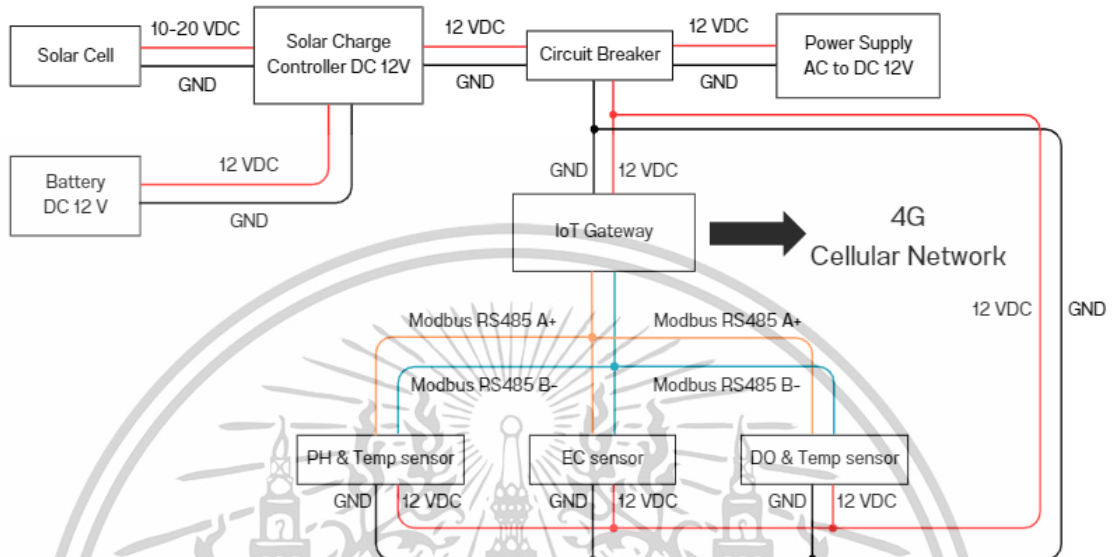 10-20 VDC
12 VDC
12 VDC
Solar Cell
Solar Charge
Controller DC 12V
Circuit Breaker
Power Supply
AC to DC 12V
GND
GND
GND
12 VDC
GND
12 VDC
Battery
DC 12 V
GND
IoT Gateway
4G
Cellular Network
12 VDC
GND
Modbus RS485 A+
Modbus RS485 A+
Modbus RS485 B-
Modbus RS485 B-
PH & Temp sensor
EC sensor
DO & Temp sensor
GND
12 VDC
GND
12 VDC
GND
12 VDC